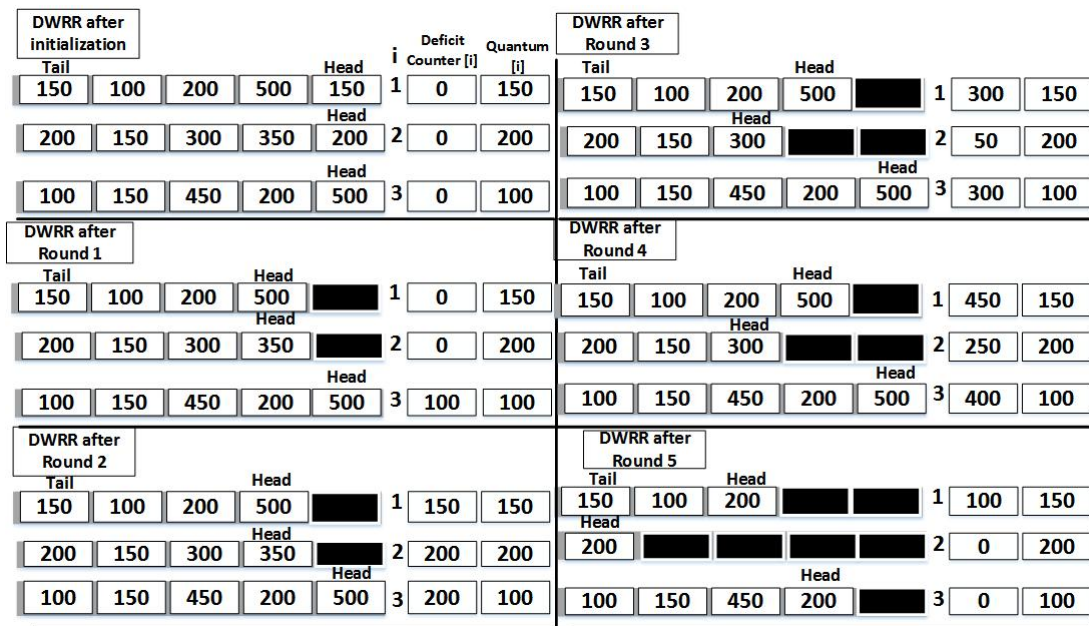 DWRR after
initialization
i
Deficit
Counter [i]
Quantum
[i]
Tail
Head
150 100 200 500 150 1 0 150
Head
200 150 300 350 200 2 0 200
Head
100 150 450 200 500 3 0 100
DWRR after
Round 1
Tail
Head
150 100 200 500 1 0 150
Head
200 150 300 350 2 0 200
Head
100 150 450 200 500 3 100 100
DWRR after
Round 2
Tail
Head
150 100 200 500 1 150 150
Head
200 150 300 350 2 200 200
Head
100 150 450 200 500 3 200 100
DWRR after
Round 3
Tail
Head
150 100 200 500 1 300 150
Head
200 150 300 2 50 200
Head
100 150 450 200 500 3 300 100
DWRR after
Round 4
Tail
Head
150 100 200 500 1 450 150
Head
200 150 300 2 250 200
Head
100 150 450 200 500 3 400 100
DWRR after
Round 5
Tail
Head
150 100 200 1 100 150
Head
200 2 0 200
Head
100 150 450 200 3 0 100